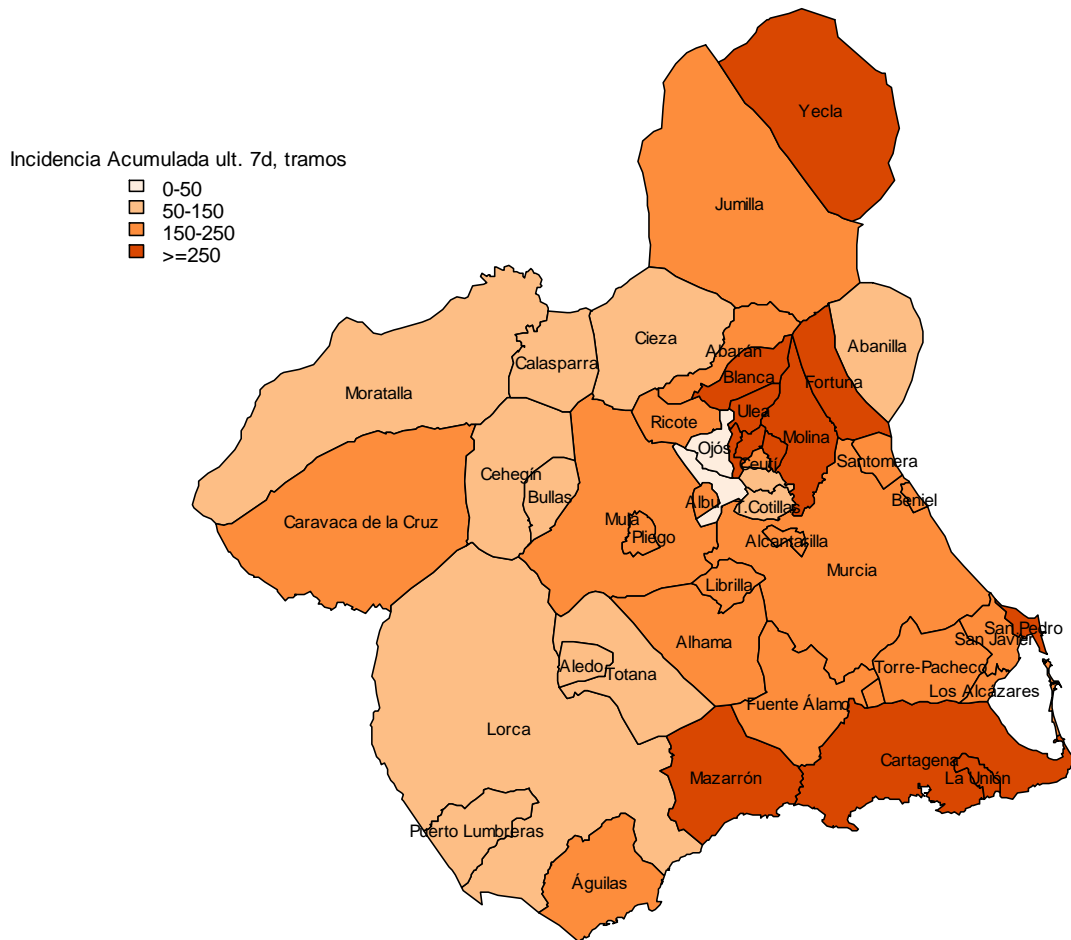 Yecla
Incidencia Acumulada ult. 7d, tramos
0-50
50-150
150-250
>=250
Jumilla
Cieza
Abarán
Abanilla
Calasparra
Blanca
Fortuna
Moratalla
Ulea
Ricote
Molina
Ojós
Ceutí
Santomera
Cehegín
Bullas
Albu
T.Cotillas
Beniel
Caravaca de la Cruz
Mula
Pliego
Alcantarilla
Murcia
Librilla
San Pedro
San Javier
Alhama
Aledo
Totana
Torre-Pacheco
Los Alcázares
Fuente Álamo
Lorca
Cartagena
Mazarrón
La Unión
Puerto Lumbreras
Águilas